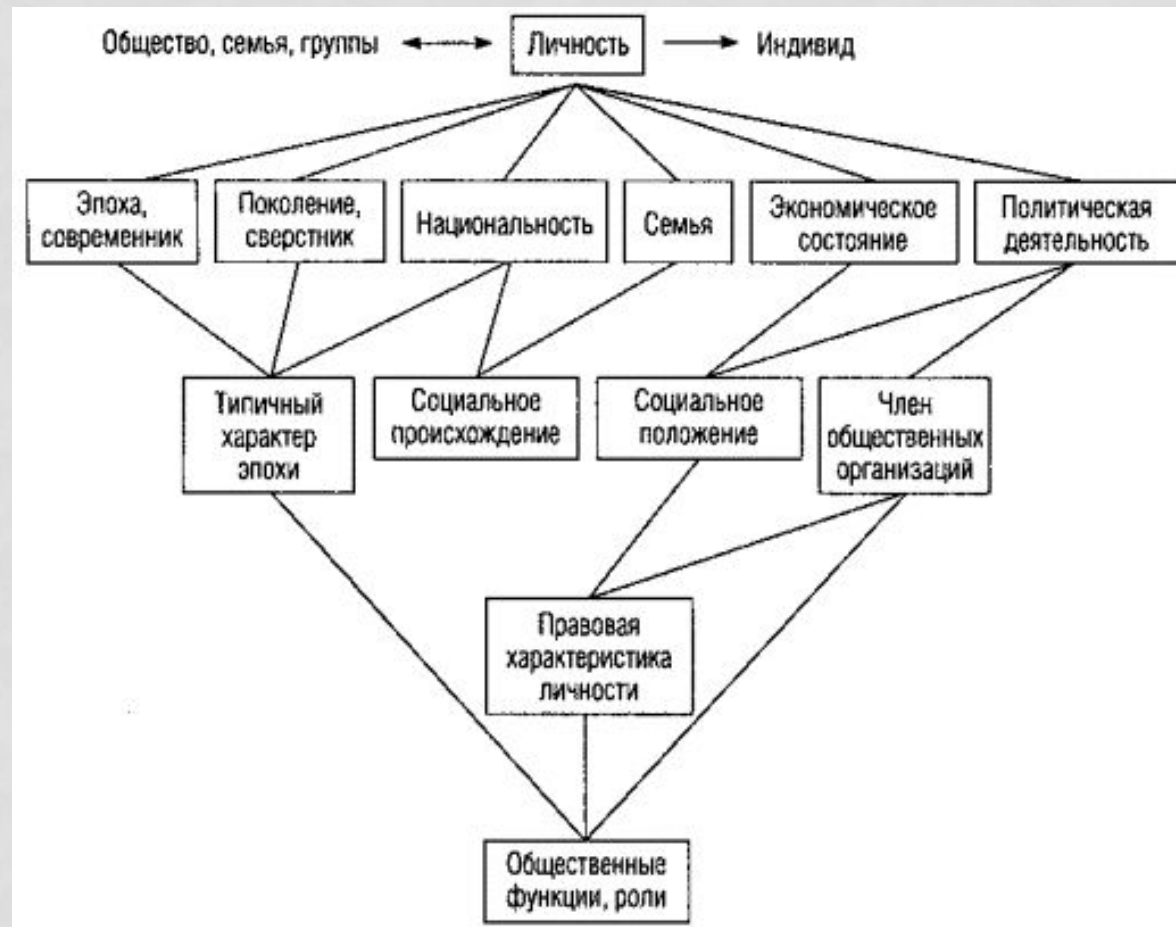 Общество, семья, группы
Личность
Индивид
Эпоха,
современник
Поколение,
сверстник
Национальность
Семья
Экономическое
состояние
Политическая
деятельность
Типичный
характер
эпохи
Социальное
происхождение
Социальное
положение
Член
общественных
организаций
Правовая
характеристика
личности
Общественные
функции, роли